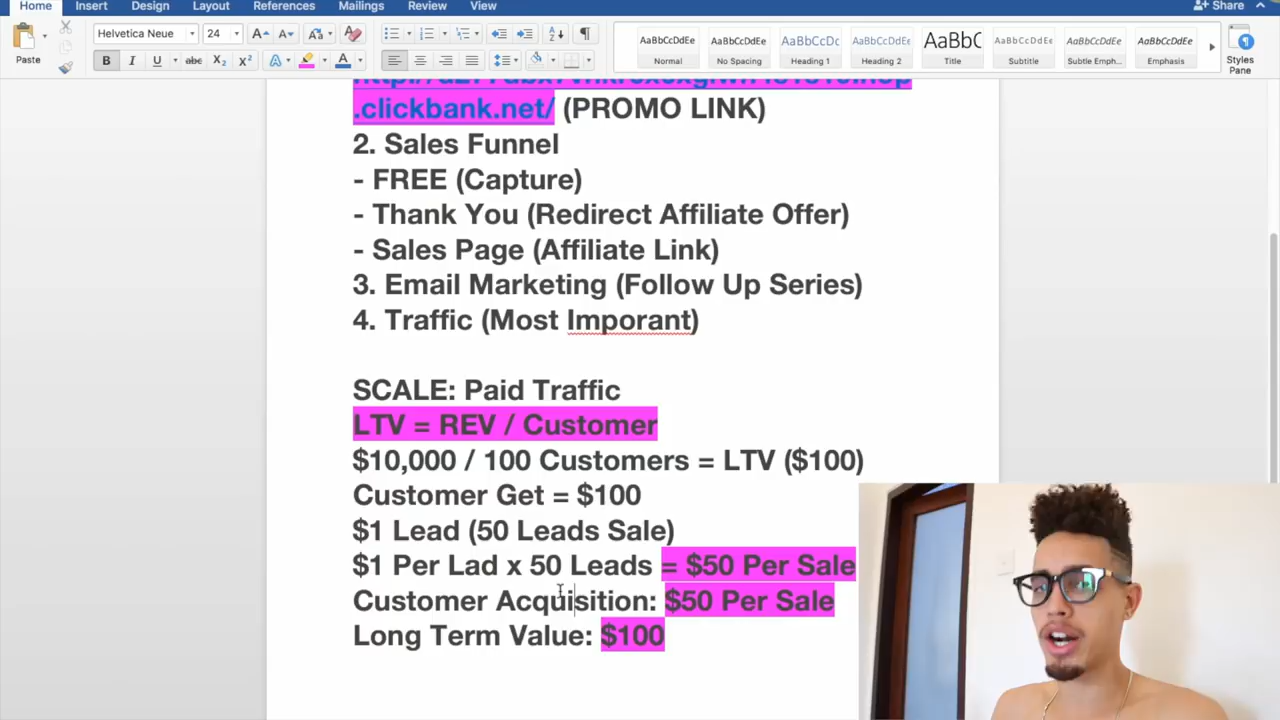 Home Insert Design Layout References Mailings Review View Share
Paste
Helvetica Neue 24
B I U abc X₂ X²
AaBbCcDdEe AaBbCcDdEe AaBbCcDc AaBbCcDdEe AaBbC AaBbCcDdEe AaBbCcDdEe AaBbCcDdEe
Normal No Spacing Heading 1 Heading 2 Title Subtitle Subtle Emph... Emphasis
Styles
Pane
.clickbank.net/ (PROMO LINK)
2. Sales Funnel
- FREE (Capture)
- Thank You (Redirect Affiliate Offer)
- Sales Page (Affiliate Link)
3. Email Marketing (Follow Up Series)
4. Traffic (Most Imporant)
SCALE: Paid Traffic
LTV = REV / Customer
$10,000 / 100 Customers = LTV ($100)
Customer Get = $100
$1 Lead (50 Leads Sale)
$1 Per Lad x 50 Leads = $50 Per Sale
Customer Acquisition: $50 Per Sale
Long Term Value: $100